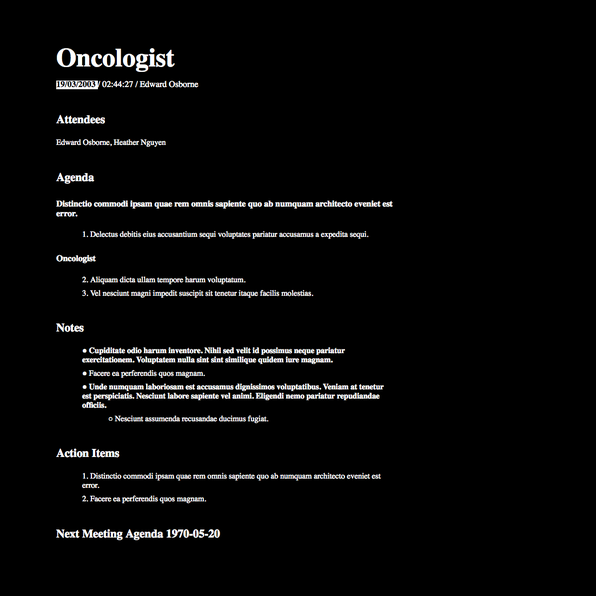 Oncologist
19/03/2003 / 02:44:27 / Edward Osborne
Attendees
Edward Osborne, Heather Nguyen
Agenda
Distinctio commodi ipsam quae rem omnis sapiente quo ab numquam architecto eveniet est
error.
1. Delectus debitis eius accusantium sequi voluptates pariatur accusamus a expedita sequi.
Oncologist
2. Aliquam dicta ullam tempore harum voluptatum.
3. Vel nesciunt magni impedit suscipit sit tenetur itaque facilis molestias.
Notes
● Cupiditate odio harum inventore. Nihil sed velit id possimus neque pariatur
exercitationem. Voluptatem nulla sint sint similique quidem iure magnam.
● Facere ea perferendis quos magnam.
● Unde numquam laboriosam est accusamus dignissimos voluptatibus. Veniam at tenetur
est perspiciatis. Nesciunt labore sapiente vel animi. Eligendi nemo pariatur repudiandae
officiis.
○ Nesciunt assumenda recusandae ducimus fugiat.
Action Items
1. Distinctio commodi ipsam quae rem omnis sapiente quo ab numquam architecto eveniet est
error.
2. Facere ea perferendis quos magnam.
Next Meeting Agenda 1970-05-20